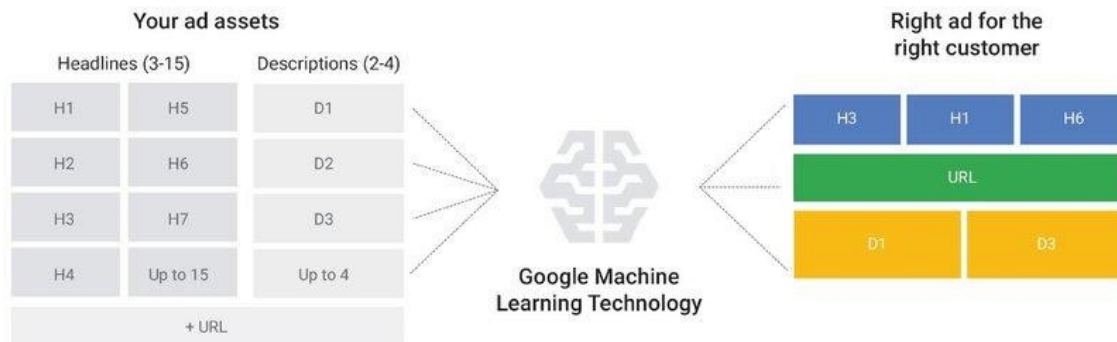 Your ad assets
Headlines (3-15)
Descriptions (2-4)
H1
H5
D1
H2
H6
D2
H3
H7
D3
H4
Up to 15
Up to 4
+ URL
Google Machine
Learning Technology
Right ad for the
right customer
H3
H1
H6
URL
D1
D3